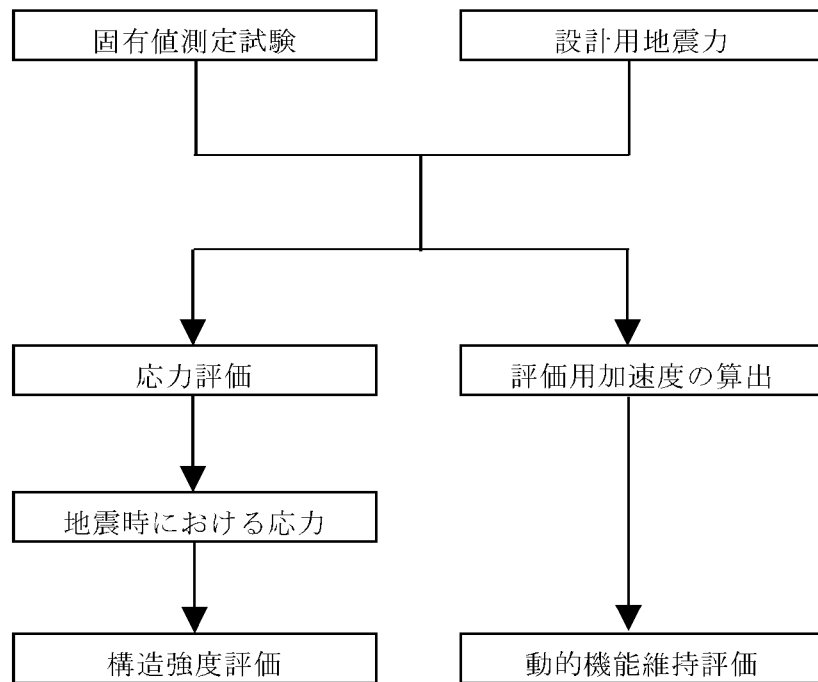 固有値測定試験
設計用地震力
応力評価
評価用加速度の算出
地震時における応力
構造強度評価
動的機能維持評価